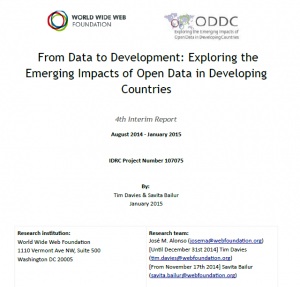 WORLD WIDE WEB
FOUNDATION
ODDC
Exploring the Emerging Impacts of
Open Data in Developing Countries
From Data to Development: Exploring the
Emerging Impacts of Open Data in Developing
Countries
4th Interim Report
August 2014 - January 2015
IDRC Project Number 107075
By:
Tim Davies & Savita Bailur
January 2015
Research institution:
World Wide Web Foundation
1110 Vermont Ave NW, Suite 500
Washington DC 20005
Research team:
José M. Alonso (josema@webfoundation.org)
[Until December 31st 2014] Tim Davies
(tim.davies@webfoundation.org)
[From November 17th 2014] Savita Bailur
(savita.bailur@webfoundation.org)